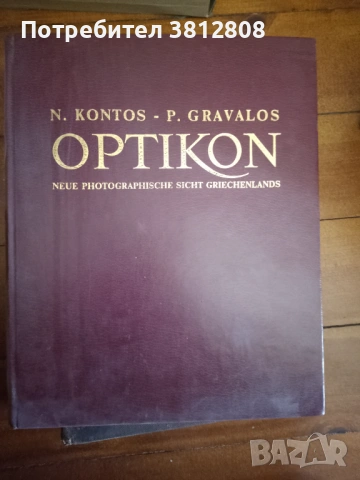 Потребител 3812808
N. KONTOS - P. GRAVALOS
OPTIKON
NEUE PHOTOGRAPHISCHE SICHT GRIECHENLANDS
BAZAR